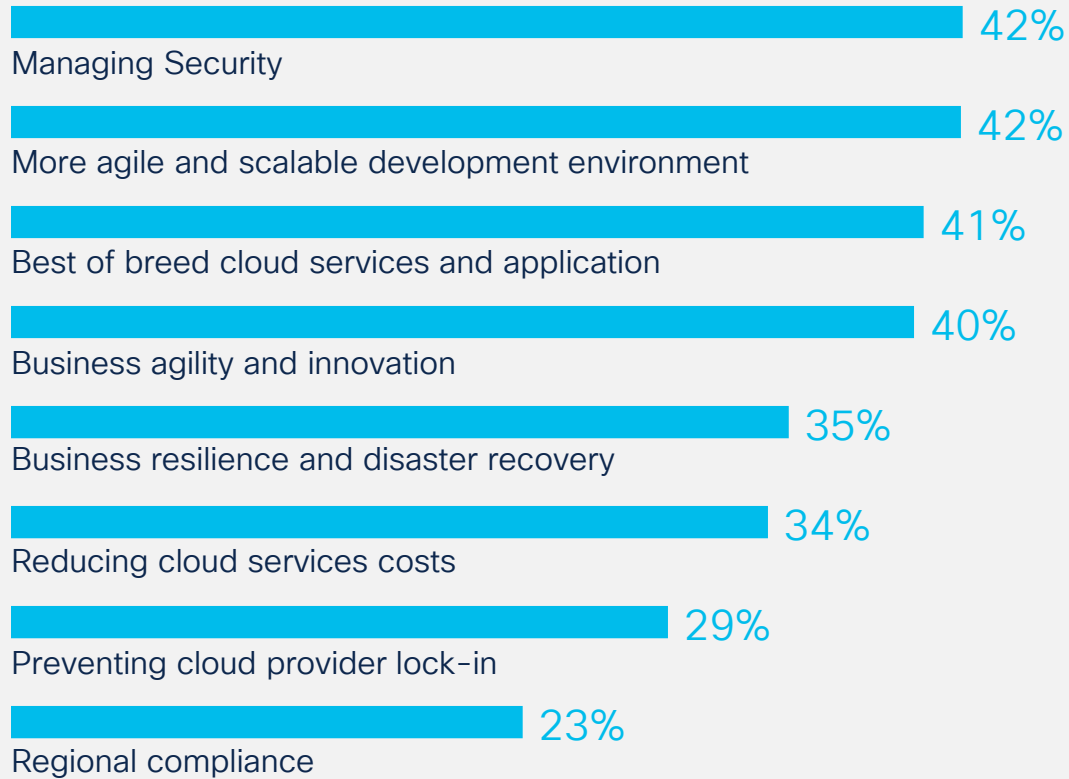 42%
Managing Security
42%
More agile and scalable development environment
41%
Best of breed cloud services and application
40%
Business agility and innovation
35%
Business resilience and disaster recovery
34%
Reducing cloud services costs
29%
Preventing cloud provider lock-in
23%
Regional compliance